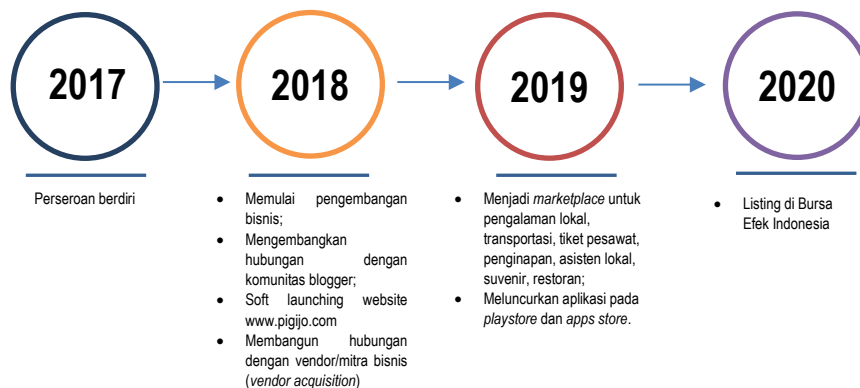 2017
2018
2019
2020
Perseroan berdiri
• Memulai pengembangan
bisnis;
• Mengembangkan
hubungan dengan
komunitas blogger;
• Soft launching website
www.pigijo.com
• Membangun hubungan
dengan vendor/mitra bisnis
(vendor acquisition)
• Menjadi marketplace untuk
pengalaman lokal,
transportasi, tiket pesawat,
penginapan, asisten lokal,
suvenir, restoran;
• Meluncurkan aplikasi pada
playstore dan apps store.
• Listing di Bursa
Efek Indonesia